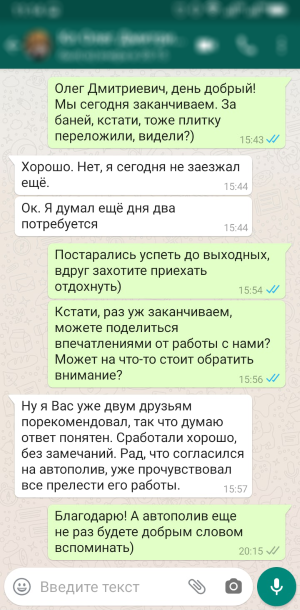 Олег Дмитриевич, день добрый!
Мы сегодня заканчиваем. За
баней, кстати, тоже плитку
переложили, видели?)
15:43
Хорошо. Нет, я сегодня не заезжал
ещё.
15:44
Ок. Я думал ещё дня два
потребуется
15:44
Постарались успеть до выходных,
вдруг захотите приехать
отдохнуть)
15:54
Кстати, раз уж заканчиваем,
можете поделиться
впечатлениями от работы с нами?
Может на что-то стоит обратить
внимание?
15:56
Ну я Вас уже двум друзьям
порекомендовал, так что думаю
ответ понятен. Сработали хорошо,
без замечаний. Рад, что согласился
на автополив, уже прочувствовал
все прелести его работы.
15:57
Благодарю! А автополив еще
не раз будете добрым словом
вспоминать)
20:15
Введите текст